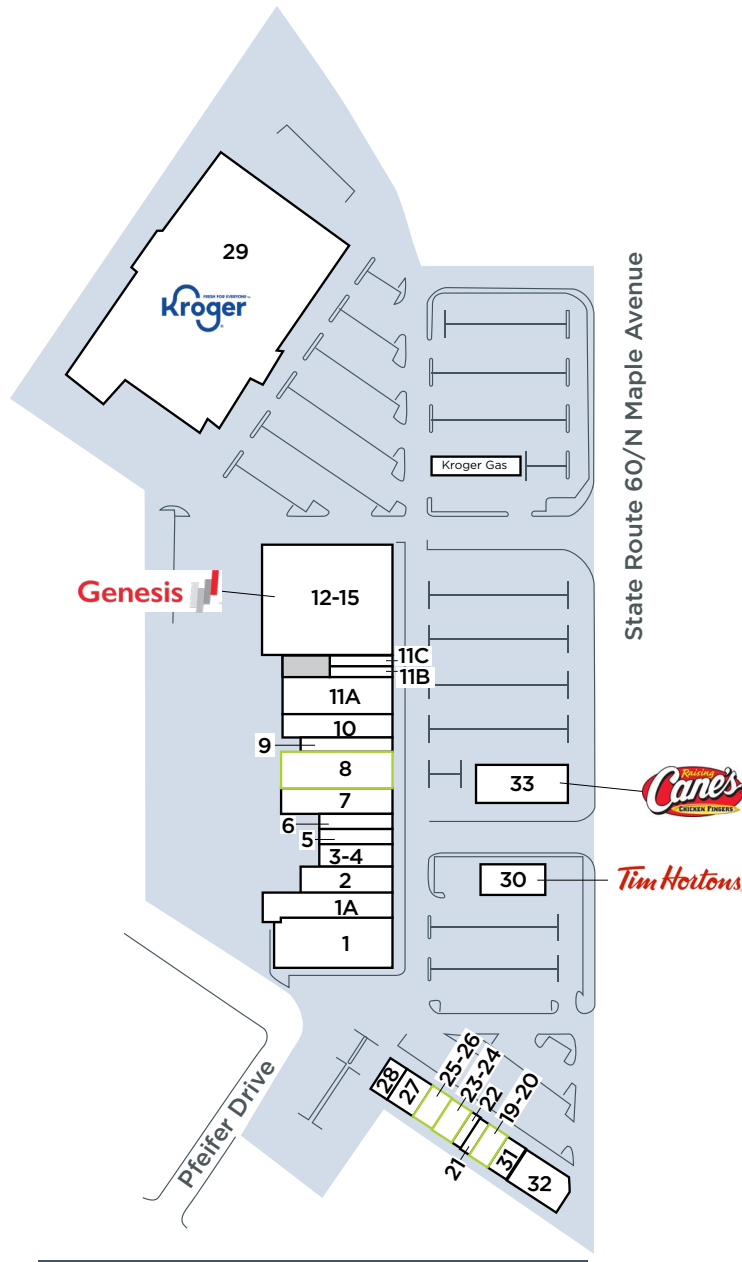 29
FRESH FOR EVERYONE
Kroger
State Route 60/N Maple Avenue
Kroger Gas
Genesis
12-15
11C
11B
11A
10
9
8
7
6
5
3-4
2
1A
1
33
Raising
Cane's
CHICKEN FINGERS
30
Tim Hortons
Pfeifer Drive
28
27
25-26
23-24
22
21
19-20
31
32